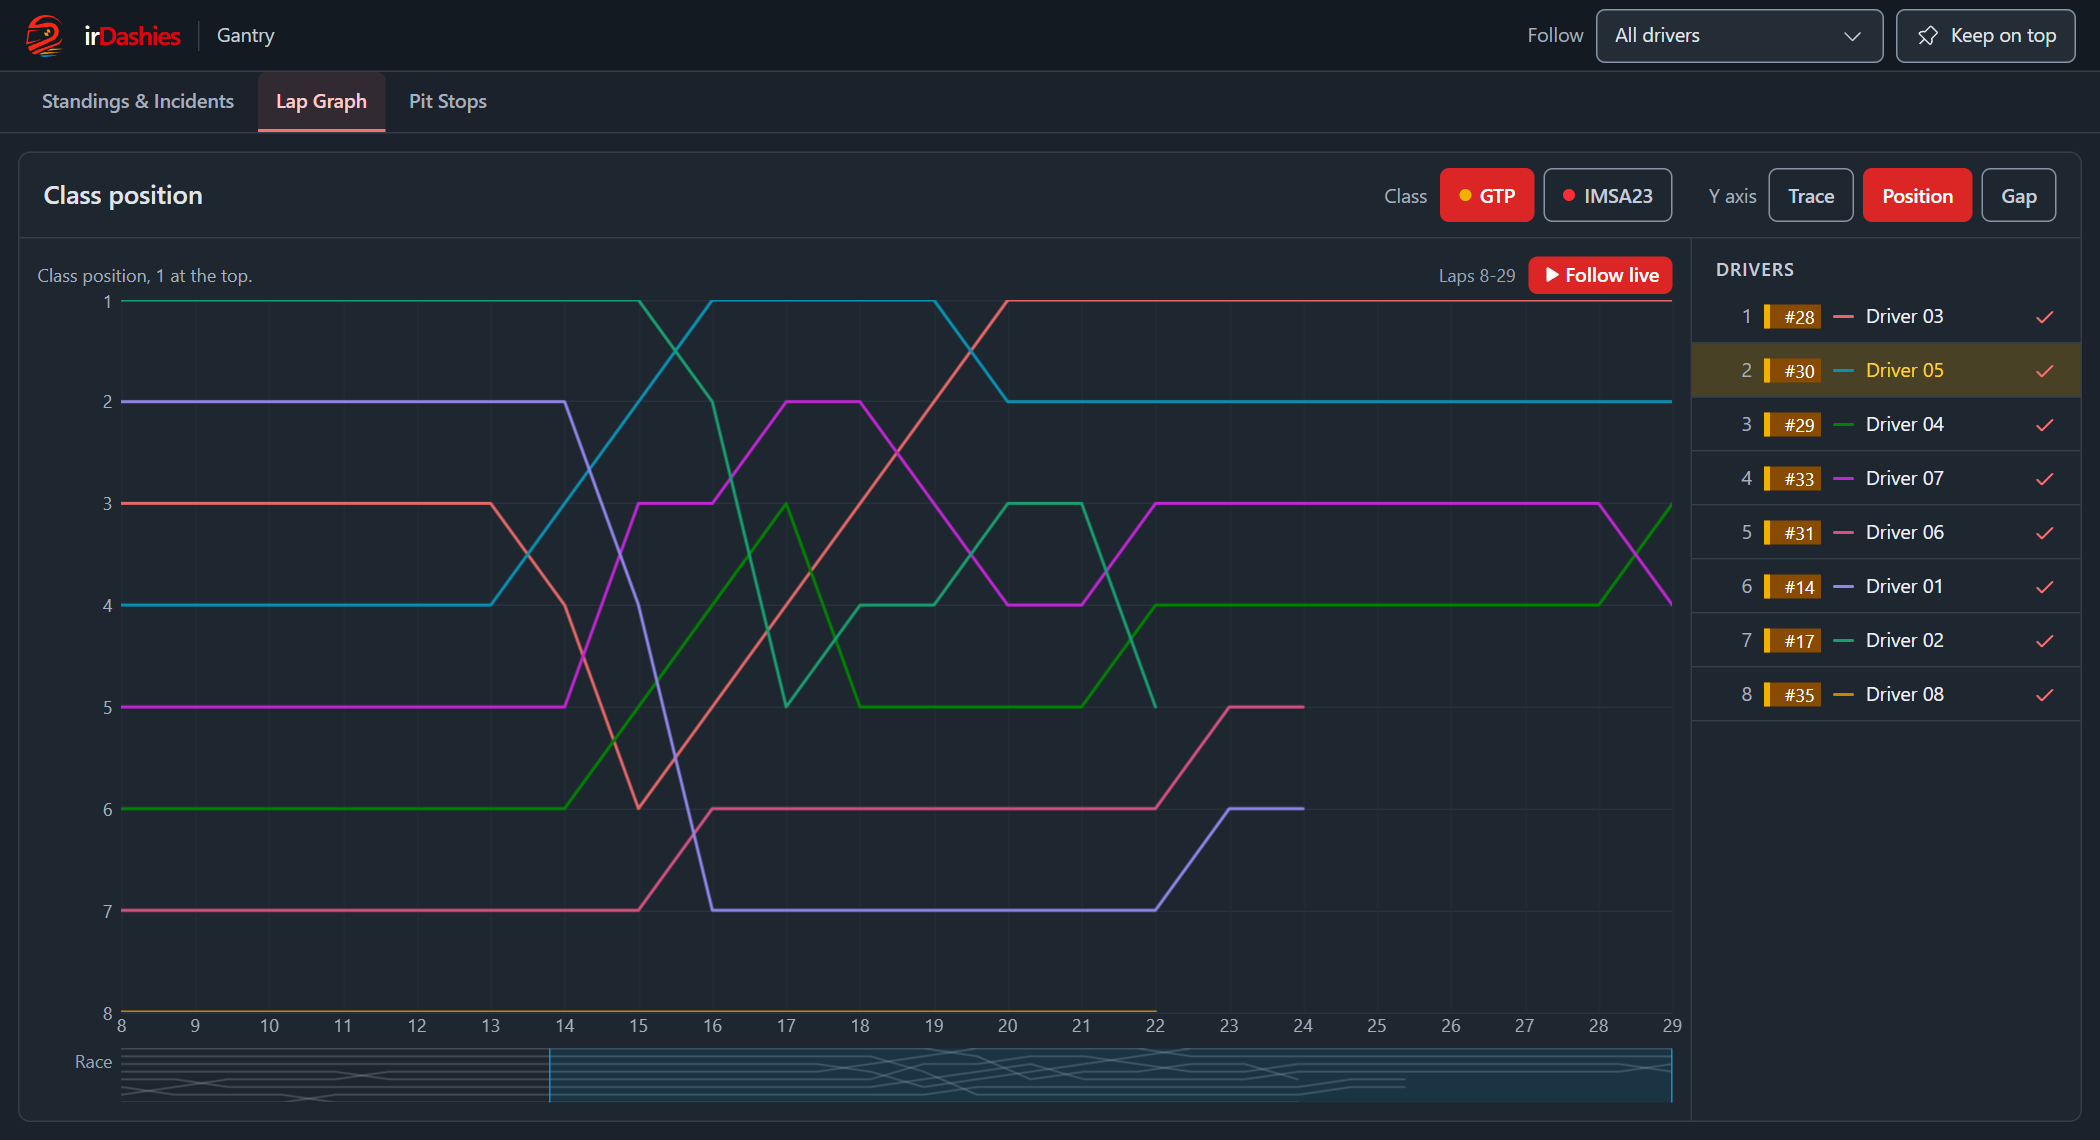 irDashies Gantry Follow All drivers Keep on top
Standings & Incidents Lap Graph Pit Stops
Class position Class GTP IMSA23 Y axis Trace Position Gap
Class position, 1 at the top. Laps 8-29 Follow live
1
2
3
4
5
6
7
8
8 9 10 11 12 13 14 15 16 17 18 19 20 21 22 23 24 25 26 27 28 29
Race
DRIVERS
1 #28 Driver 03
2 #30 Driver 05
3 #29 Driver 04
4 #33 Driver 07
5 #31 Driver 06
6 #14 Driver 01
7 #17 Driver 02
8 #35 Driver 08